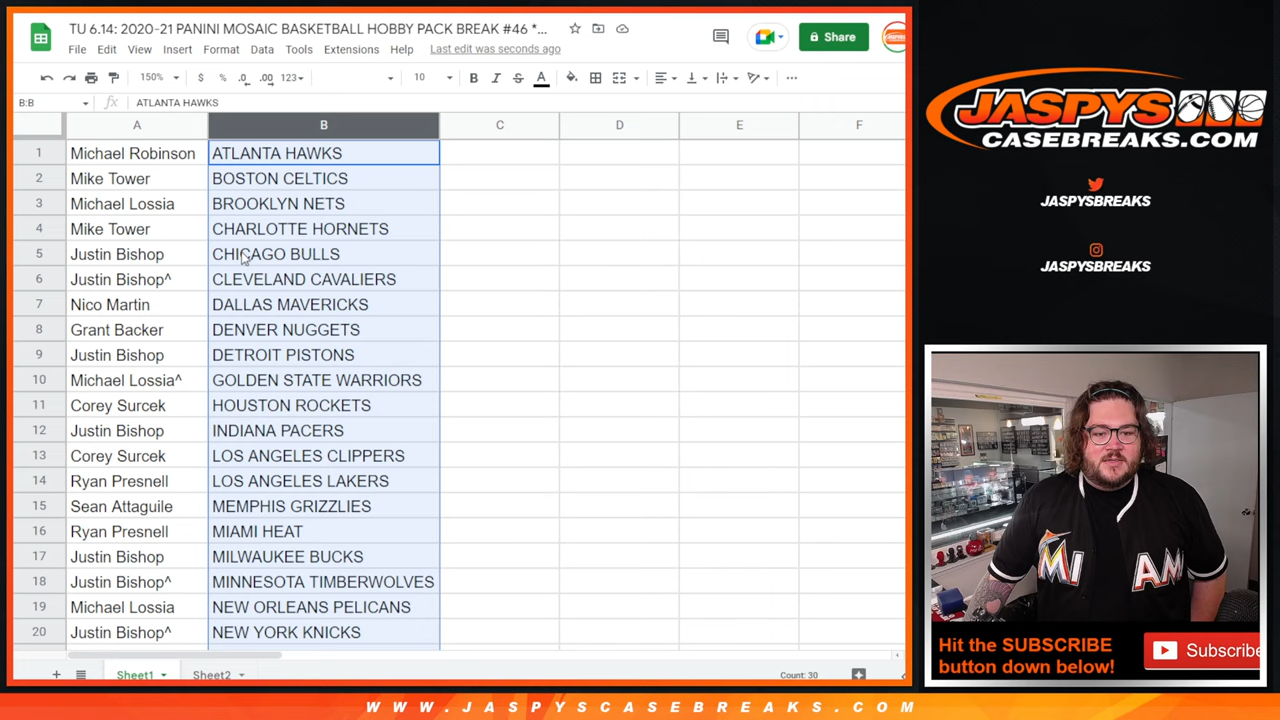 TU 6.14: 2020-21 PANINI MOSAIC BASKETBALL HOBBY PACK BREAK #46 *...
File Edit View Insert Format Data Tools Extensions Help Last edit was seconds ago
Share
150% $ % .0 .00 123 10 B I S A
B:B fx ATLANTA HAWKS
A B C D E F
1 Michael Robinson ATLANTA HAWKS
2 Mike Tower BOSTON CELTICS
3 Michael Lossia BROOKLYN NETS
4 Mike Tower CHARLOTTE HORNETS
5 Justin Bishop CHICAGO BULLS
6 Justin Bishop^ CLEVELAND CAVALIERS
7 Nico Martin DALLAS MAVERICKS
8 Grant Backer DENVER NUGGETS
9 Justin Bishop DETROIT PISTONS
10 Michael Lossia^ GOLDEN STATE WARRIORS
11 Corey Surcek HOUSTON ROCKETS
12 Justin Bishop INDIANA PACERS
13 Corey Surcek LOS ANGELES CLIPPERS
14 Ryan Presnell LOS ANGELES LAKERS
15 Sean Attaguile MEMPHIS GRIZZLIES
16 Ryan Presnell MIAMI HEAT
17 Justin Bishop MILWAUKEE BUCKS
18 Justin Bishop^ MINNESOTA TIMBERWOLVES
19 Michael Lossia NEW ORLEANS PELICANS
20 Justin Bishop^ NEW YORK KNICKS
Sheet1 Sheet2 Count: 30
JASPYS
CASEBREAKS.COM
JASPYSBREAKS
JASPYSBREAKS
MI AMI
Hit the SUBSCRIBE
button down below!
Subscribe
WWW.JASPYSCASEBREAKS.COM